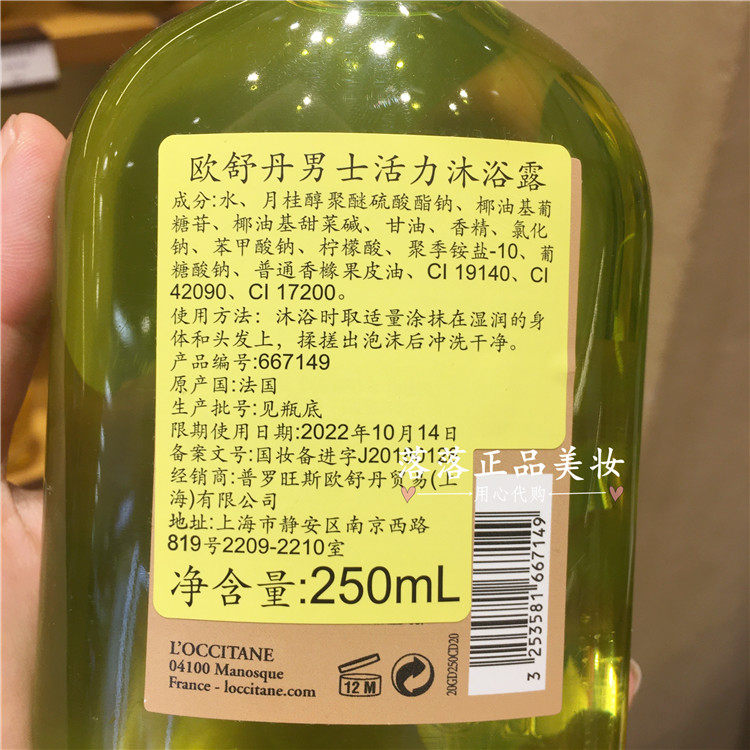 欧舒丹男士活力沐浴露
成分:水、月桂醇聚醚硫酸酯钠、椰油基葡
糖苷、椰油基甜菜碱、甘油、香精、氯化
钠、苯甲酸钠、柠檬酸、聚季铵盐-10、葡
糖酸钠、普通香橼果皮油、CI 19140、CI
42090、CI 17200。
使用方法: 沐浴时取适量涂抹在湿润的身
体和头发上，揉搓出泡沫后冲洗干净。
产品编号:667149
原产国:法国
生产批号:见瓶底
限期使用日期:2022年10月14日
备案文号:国妆备进字J2015
经销商:普罗旺斯欧舒丹贸易(上
海)有限公司
地址:上海市静安区南京西路
819号2209-2210室
净含量:250mL
落落正品美妆
用心代购
3 253581 667149
20GD250CD20
L'OCCITANE
04100 Manosque
France - loccitane.com
12 M